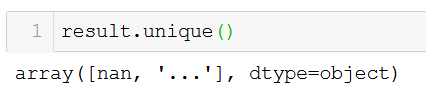 1 result.unique()
array([nan, '...'], dtype=object)